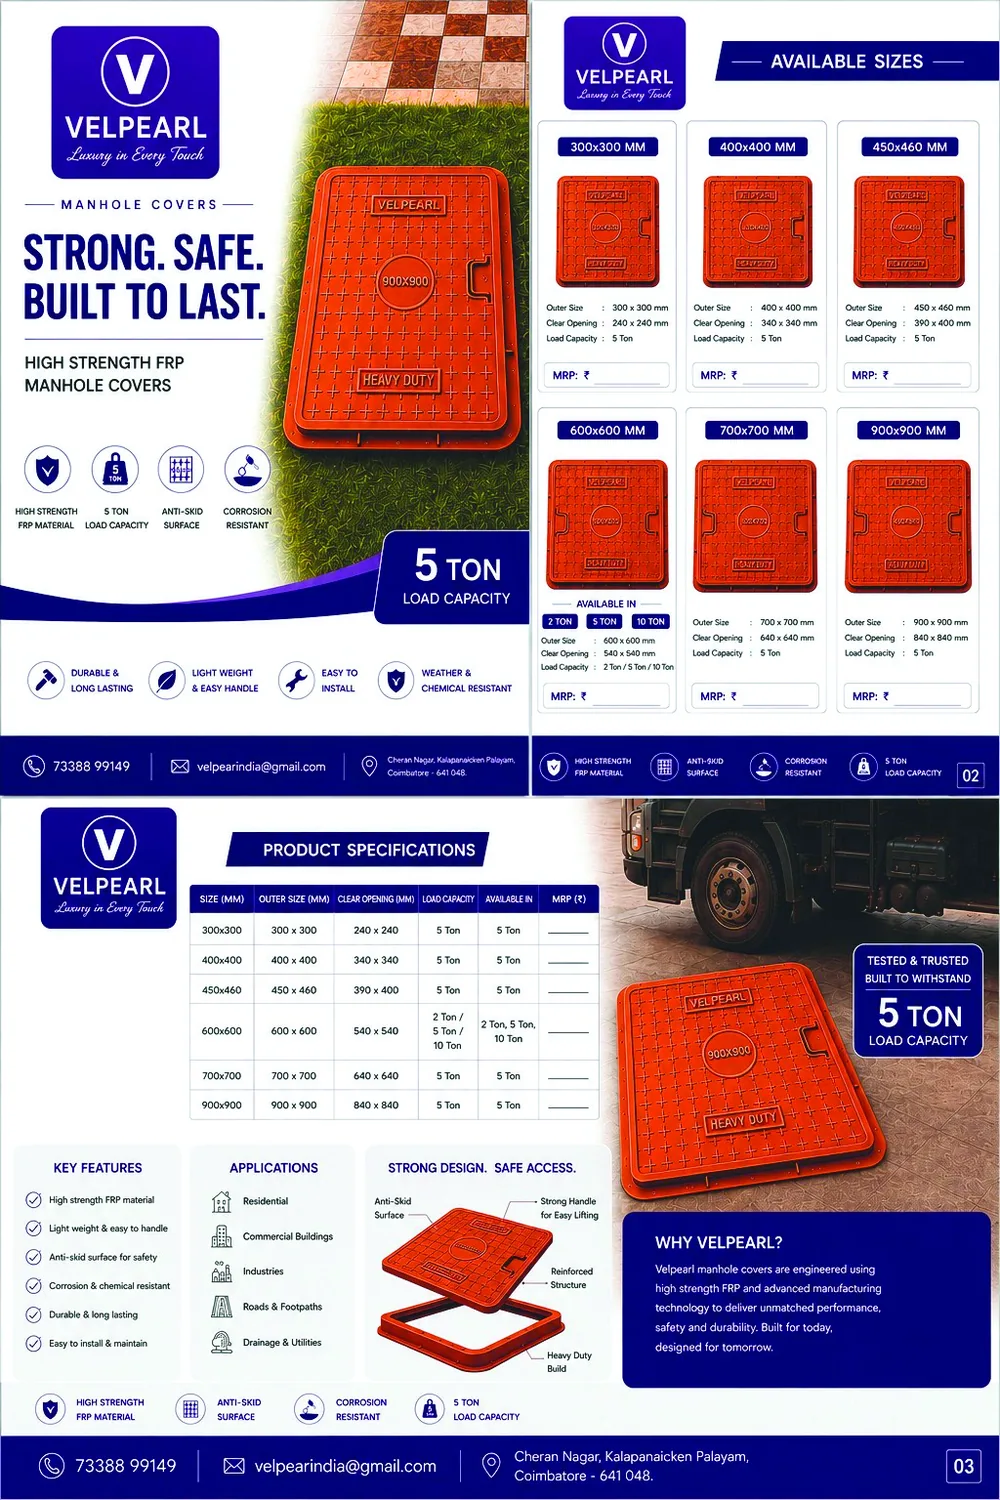 V
VELPEARL
Luxury in Every Touch
MANHOLE COVERS
STRONG. SAFE.
BUILT TO LAST.
HIGH STRENGTH FRP
MANHOLE COVERS
HIGH STRENGTH
FRP MATERIAL
5
TON
5 TON
LOAD CAPACITY
ANTI-SKID
SURFACE
CORROSION
RESISTANT
VELPEARL
900X900
HEAVY DUTY
5 TON
LOAD CAPACITY
DURABLE &
LONG LASTING
LIGHT WEIGHT
& EASY HANDLE
EASY TO
INSTALL
WEATHER &
CHEMICAL RESISTANT
73388 99149
velpearindia@gmail.com
Cheran Nagar, Kalapanaicken Palayam,
Coimbatore - 641 048.
V
VELPEARL
Luxury in Every Touch
AVAILABLE SIZES
300x300 MM
VELPEARL
HEAVY DUTY
Outer Size : 300 x 300 mm
Clear Opening : 240 x 240 mm
Load Capacity : 5 Ton
MRP: ₹
400x400 MM
VELPEARL
HEAVY DUTY
Outer Size : 400 x 400 mm
Clear Opening : 340 x 340 mm
Load Capacity : 5 Ton
MRP: ₹
450x460 MM
VELPEARL
HEAVY DUTY
Outer Size : 450 x 460 mm
Clear Opening : 390 x 400 mm
Load Capacity : 5 Ton
MRP: ₹
600x600 MM
VELPEARL
HEAVY DUTY
AVAILABLE IN
2 TON 5 TON 10 TON
Outer Size : 600 x 600 mm
Clear Opening : 540 x 540 mm
Load Capacity : 2 Ton / 5 Ton / 10 Ton
MRP: ₹
700x700 MM
VELPEARL
HEAVY DUTY
Outer Size : 700 x 700 mm
Clear Opening : 640 x 640 mm
Load Capacity : 5 Ton
MRP: ₹
900x900 MM
VELPEARL
HEAVY DUTY
Outer Size : 900 x 900 mm
Clear Opening : 840 x 840 mm
Load Capacity : 5 Ton
MRP: ₹
HIGH STRENGTH
FRP MATERIAL
ANTI-SKID
SURFACE
CORROSION
RESISTANT
5 TON
LOAD CAPACITY
02
V
VELPEARL
Luxury in Every Touch
PRODUCT SPECIFICATIONS
SIZE (MM) OUTER SIZE (MM) CLEAR OPENING (MM) LOAD CAPACITY AVAILABLE IN MRP (₹)
300x300 300 x 300 240 x 240 5 Ton 5 Ton
400x400 400 x 400 340 x 340 5 Ton 5 Ton
450x460 450 x 460 390 x 400 5 Ton 5 Ton
600x600 600 x 600 540 x 540 2 Ton / 5 Ton / 10 Ton 2 Ton, 5 Ton, 10 Ton
700x700 700 x 700 640 x 640 5 Ton 5 Ton
900x900 900 x 900 840 x 840 5 Ton 5 Ton
TESTED & TRUSTED
BUILT TO WITHSTAND
5 TON
LOAD CAPACITY
VELPEARL
900X900
HEAVY DUTY
KEY FEATURES
High strength FRP material
Light weight & easy to handle
Anti-skid surface for safety
Corrosion & chemical resistant
Durable & long lasting
Easy to install & maintain
APPLICATIONS
Residential
Commercial Buildings
Industries
Roads & Footpaths
Drainage & Utilities
STRONG DESIGN. SAFE ACCESS.
Anti-Skid
Surface
Strong Handle
for Easy Lifting
Reinforced
Structure
Heavy Duty
Build
WHY VELPEARL?
Velpearl manhole covers are engineered using
high strength FRP and advanced manufacturing
technology to deliver unmatched performance,
safety and durability. Built for today,
designed for tomorrow.
HIGH STRENGTH
FRP MATERIAL
ANTI-SKID
SURFACE
CORROSION
RESISTANT
5 TON
LOAD CAPACITY
73388 99149
velpearindia@gmail.com
Cheran Nagar, Kalapanaicken Palayam,
Coimbatore - 641 048.
03